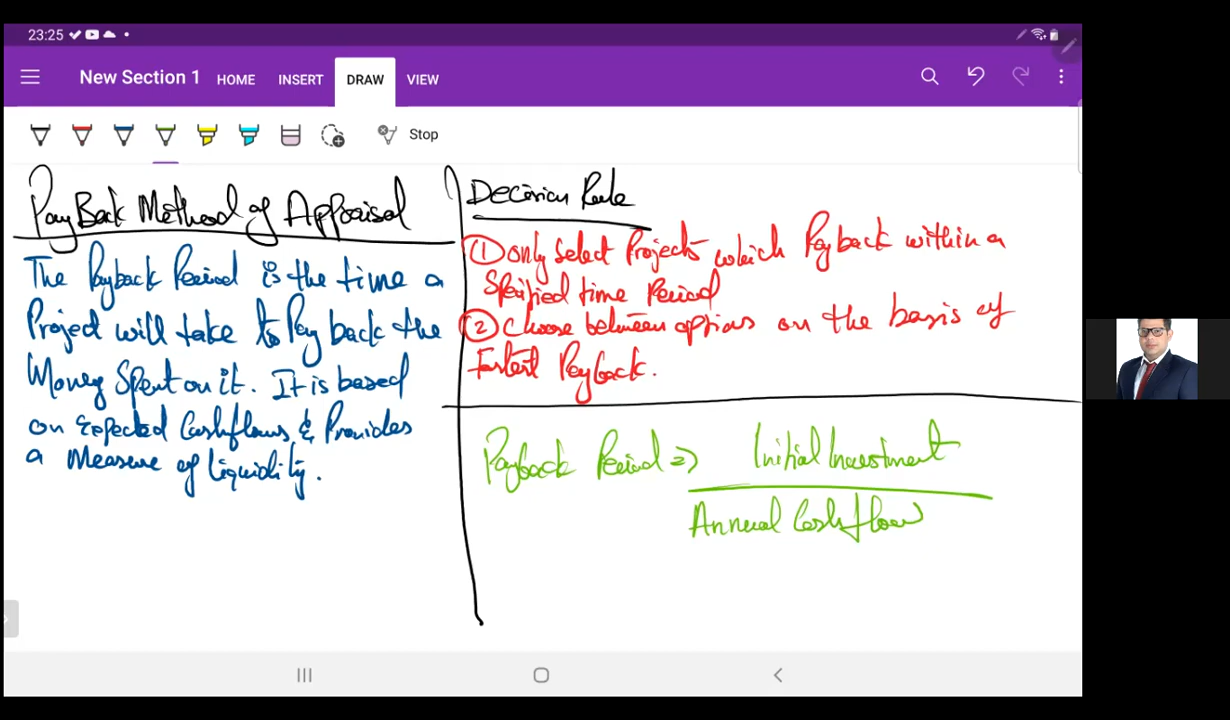 23:25
New Section 1 HOME INSERT DRAW VIEW
Stop
PayBack Method of Appraisal
The Payback Period is the time a
Project will take to Pay back the
Money Spent on it. It is based
on expected Cashflows & Provides
a Measure of liquidity.
Decision Rule
① only Select Projects which Payback within a
Specified time Period
② Choose between options on the basis of
Fastest Payback.
Payback Period => Initial Investment
Annual Cashflow